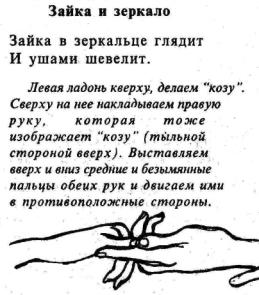 Зайка и зеркало
Зайка в зеркальце глядит
И ушами шевелит.
Левая ладонь кверху, делаем "козу".
Сверху на нее накладываем правую
руку, которая тоже
изображает "козу" (тыльной
стороной вверх). Выставляем
вверх и вниз средние и безымянные
пальцы обеих рук и двигаем ими
в противоположные стороны.